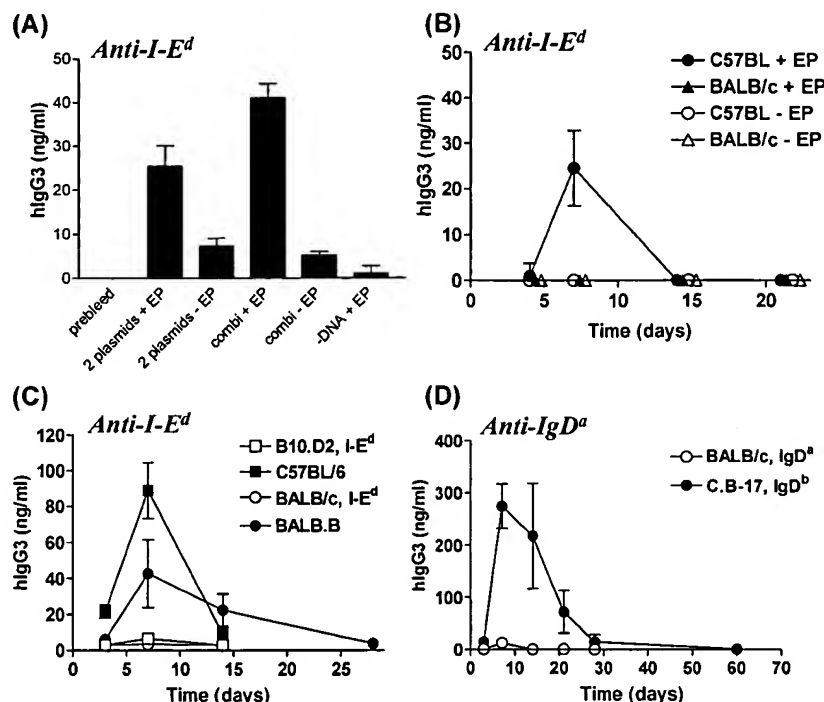 (A)
Anti-I-E^d
hIgG3 (ng/ml)
50
40
30
20
10
0
prebleed
2 plasmids + EP
2 plasmids - EP
combi + EP
combi - EP
-DNA + EP
(B)
Anti-I-E^d
hIgG3 (ng/ml)
50
40
30
20
10
0
5
10
15
20
Time (days)
C57BL + EP
BALB/c + EP
C57BL - EP
BALB/c - EP
(C)
Anti-I-E^d
hIgG3 (ng/ml)
120
100
80
60
40
20
0
0
5
10
15
20
25
Time (days)
B10.D2, I-E^d
C57BL/6
BALB/c, I-E^d
BALB.B
(D)
Anti-IgD^a
hIgG3 (ng/ml)
400
300
200
100
0
0
10
20
30
40
50
60
70
Time (days)
BALB/c, IgD^a
C.B-17, IgD^b